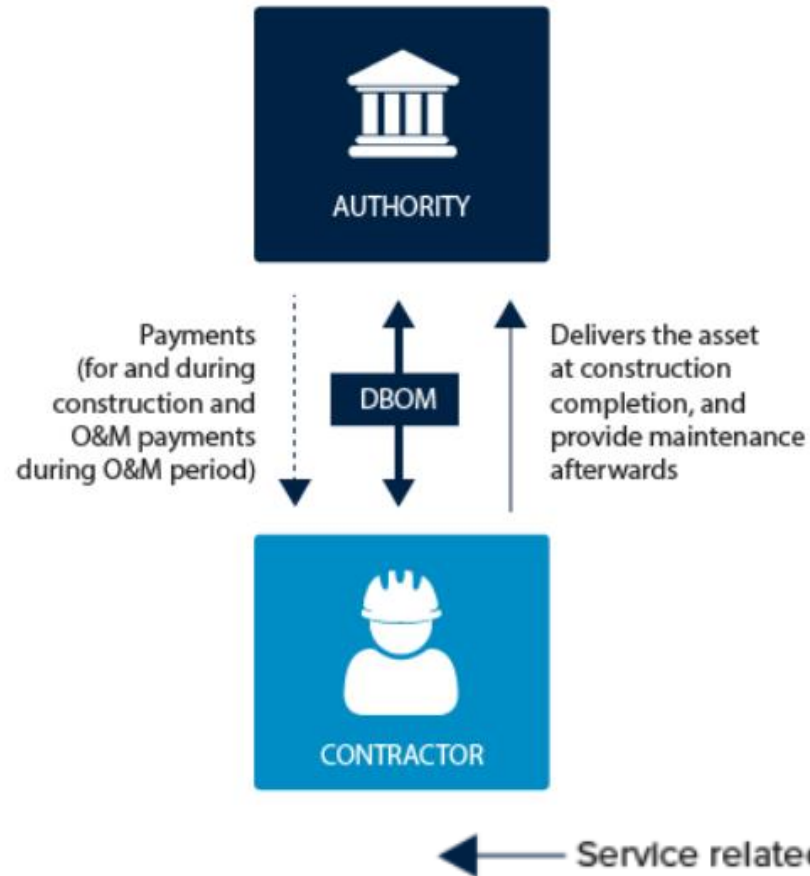 AUTHORITY
Payments
(for and during
construction and
O&M payments
during O&M period)
DBOM
Delivers the asset
at construction
completion, and
provide maintenance
afterwards
CONTRACTOR
Service related